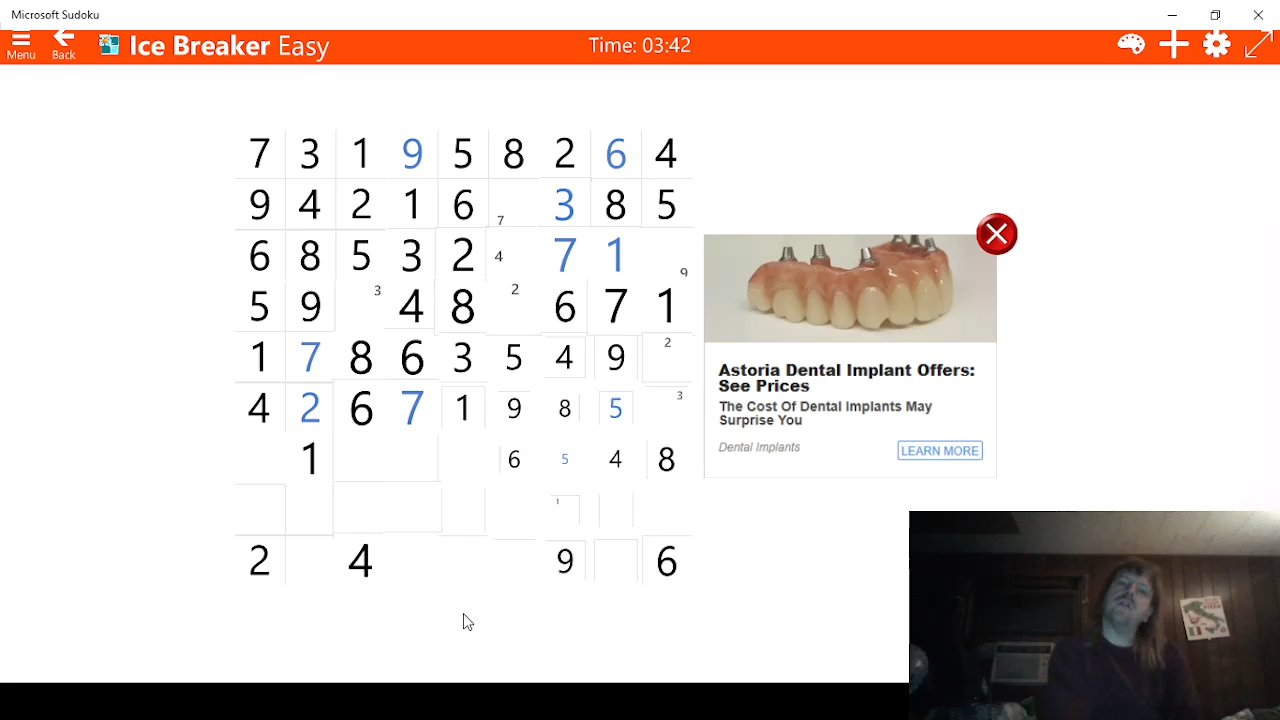 Microsoft Sudoku
Menu Back Ice Breaker Easy Time: 03:42
7 3 1 9 5 8 2 6 4
9 4 2 1 6 7 3 8 5
6 8 5 3 2 4 7 1 9
5 9 3 4 8 2 6 7 1
1 7 8 6 3 5 4 9 2
4 2 6 7 1 9 8 5 3
1 6 5 4 8
1
2 4 9 6
Astoria Dental Implant Offers:
See Prices
The Cost Of Dental Implants May
Surprise You
Dental Implants LEARN MORE
PIZZA